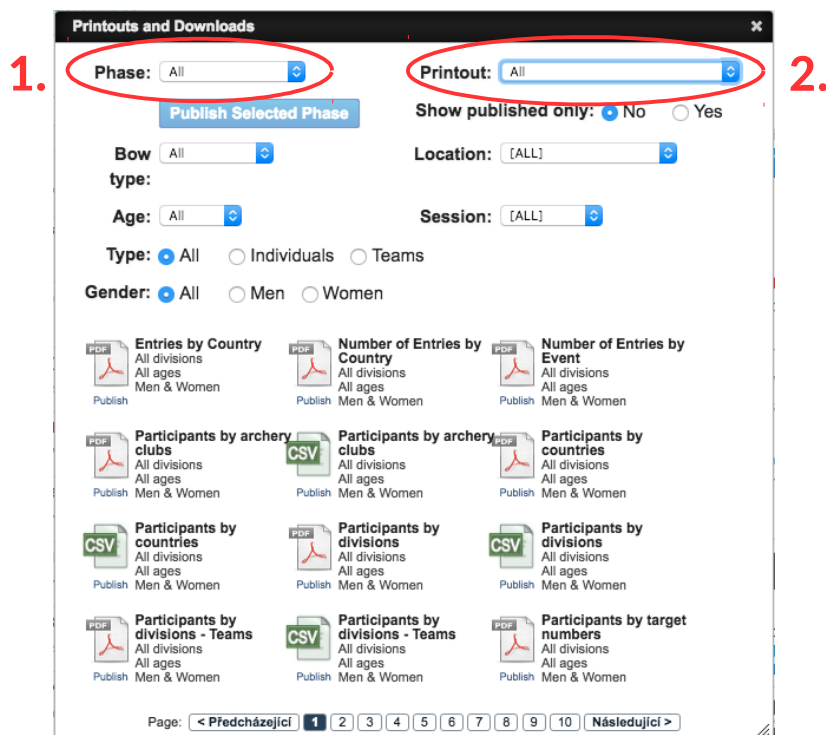 Printouts and Downloads ×
1.
Phase: All
Printout: All
2.
Publish Selected Phase
Show published only: No Yes
Bow type: All
Location: [ALL]
Age: All
Session: [ALL]
Type: All Individuals Teams
Gender: All Men Women
PDF
Publish
Entries by Country
All divisions
All ages
Men & Women
PDF
Publish
Number of Entries by
Country
All divisions
All ages
Men & Women
PDF
Publish
Number of Entries by
Event
All divisions
All ages
Men & Women
PDF
Publish
Participants by archery
clubs
All divisions
All ages
Men & Women
CSV
Publish
Participants by archery
clubs
All divisions
All ages
Men & Women
PDF
Publish
Participants by
countries
All divisions
All ages
Men & Women
CSV
Publish
Participants by
countries
All divisions
All ages
Men & Women
PDF
Publish
Participants by
divisions
All divisions
All ages
Men & Women
CSV
Publish
Participants by
divisions
All divisions
All ages
Men & Women
PDF
Publish
Participants by
divisions - Teams
All divisions
All ages
Men & Women
CSV
Publish
Participants by
divisions - Teams
All divisions
All ages
Men & Women
PDF
Publish
Participants by target
numbers
All divisions
All ages
Men & Women
Page: < Předcházející 1 2 3 4 5 6 7 8 9 10 Následující >